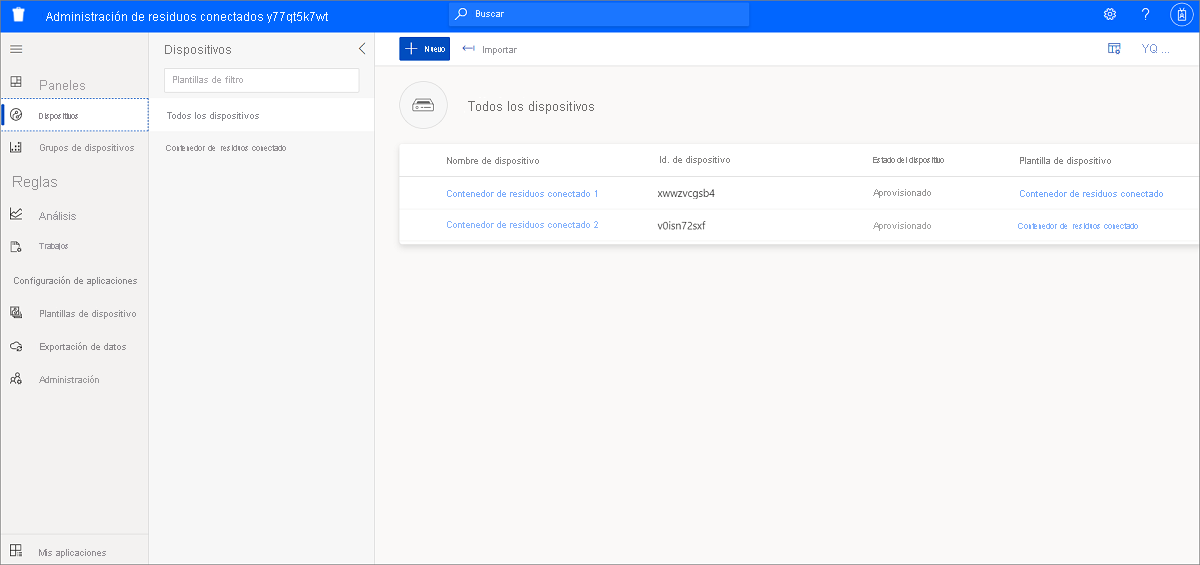 Administración de residuos conectados y77qt5k7wt
Buscar
?
Paneles
Dispositivos
Grupos de dispositivos
Reglas
Análisis
Trabajos
Configuración de aplicaciones
Plantillas de dispositivo
Exportación de datos
Administración
Mis aplicaciones
Dispositivos
Plantillas de filtro
Todos los dispositivos
Contenedor de residuos conectado
Nuevo
Importar
YQ ...
Todos los dispositivos
Nombre de dispositivo Id. de dispositivo Estado del dispositivo Plantilla de dispositivo
Contenedor de residuos conectado 1 xwwzvcgsb4 Aprovisionado Contenedor de residuos conectado
Contenedor de residuos conectado 2 v0isn72sxf Aprovisionado Contenedor de residuos conectado